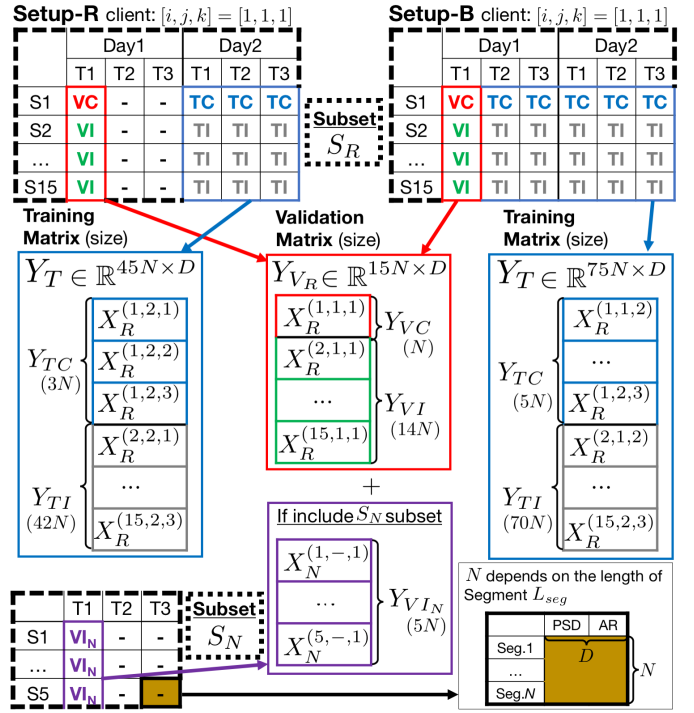 Setup-R client: [i, j, k] = [1, 1, 1]
Day1 Day2
T1 T2 T3 T1 T2 T3
S1 VC - - TC TC TC
S2 VI - - TI TI TI
... VI - - TI TI TI
S15 VI - - TI TI TI
Subset
S_R
Setup-B client: [i, j, k] = [1, 1, 1]
Day1 Day2
T1 T2 T3 T1 T2 T3
S1 VC TC TC TC TC TC
S2 VI TI TI TI TI TI
... VI TI TI TI TI TI
S15 VI TI TI TI TI TI
Training
Matrix (size)
Y_T ∈ ℝ^{45N×D}
X_R^{(1,2,1)}
X_R^{(1,2,2)}
X_R^{(1,2,3)}
Y_{TC}
(3N)
X_R^{(2,2,1)}
...
X_R^{(15,2,3)}
Y_{TI}
(42N)
Validation
Matrix (size)
Y_{V_R} ∈ ℝ^{15N×D}
X_R^{(1,1,1)}
Y_{VC}
(N)
X_R^{(2,1,1)}
...
X_R^{(15,1,1)}
Y_{VI}
(14N)
+
If include S_N subset
X_N^{(1,-,1)}
...
X_N^{(5,-,1)}
Y_{VI_N}
(5N)
Training
Matrix (size)
Y_T ∈ ℝ^{75N×D}
X_R^{(1,1,2)}
...
X_R^{(1,2,3)}
Y_{TC}
(5N)
X_R^{(2,1,2)}
...
X_R^{(15,2,3)}
Y_{TI}
(70N)
T1 T2 T3
S1 VI_N - -
... VI_N - -
S5 VI_N - -
Subset
S_N
N depends on the length of
Segment L_{seg}
PSD AR
Seg.1
...
Seg.N
D
N